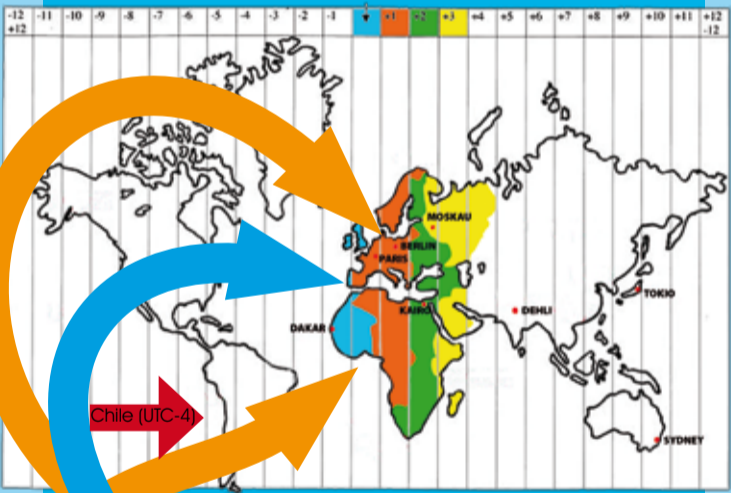 -12 -11 -10 -9 -8 -7 -6 -5 -4 -3 -2 -1 +1 +2 +3 +4 +5 +6 +7 +8 +9 +10 +11 +12
+12 -12
MOSKAU
BERLIN
PARIS
KAIRO
DAKAR
DEHLI
TOKIO
Chile (UTC-4)
SYDNEY